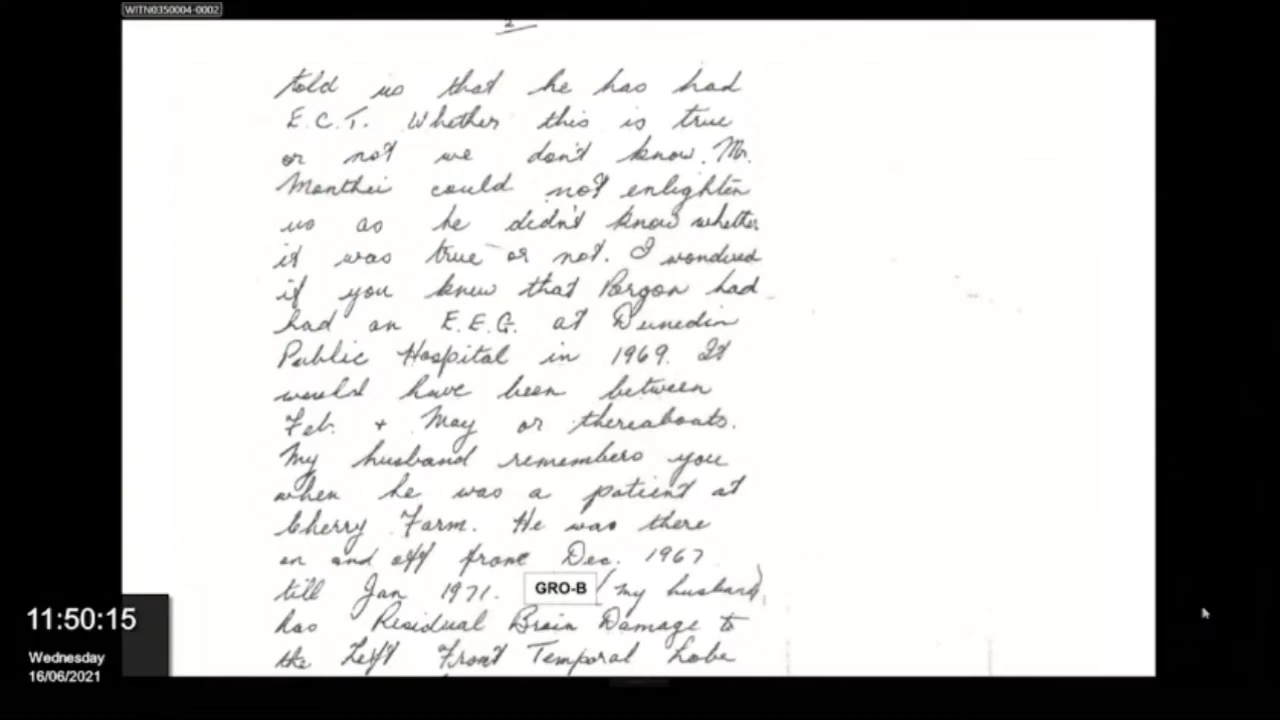 WITN0350004-0002
2
told us that he has had
E.C.T. Whether this is true
or not we don't know. Mr.
Monthei could not enlighten
us as he didn't know whether
it was true or not. I wondered
if you knew that Porgon had
had an E.E.G. at Dunedin
Public Hospital in 1969. It
would have been between
Feb. + May or thereabouts.
My husband remembers you
when he was a patient at
Cherry Farm. He was there
on and off from Dec. 1967
till Jan 1971. GRO-B (my husband)
has Residual Brain Damage to
the Left Front Temporal Lobe
11:50:15
Wednesday
16/06/2021